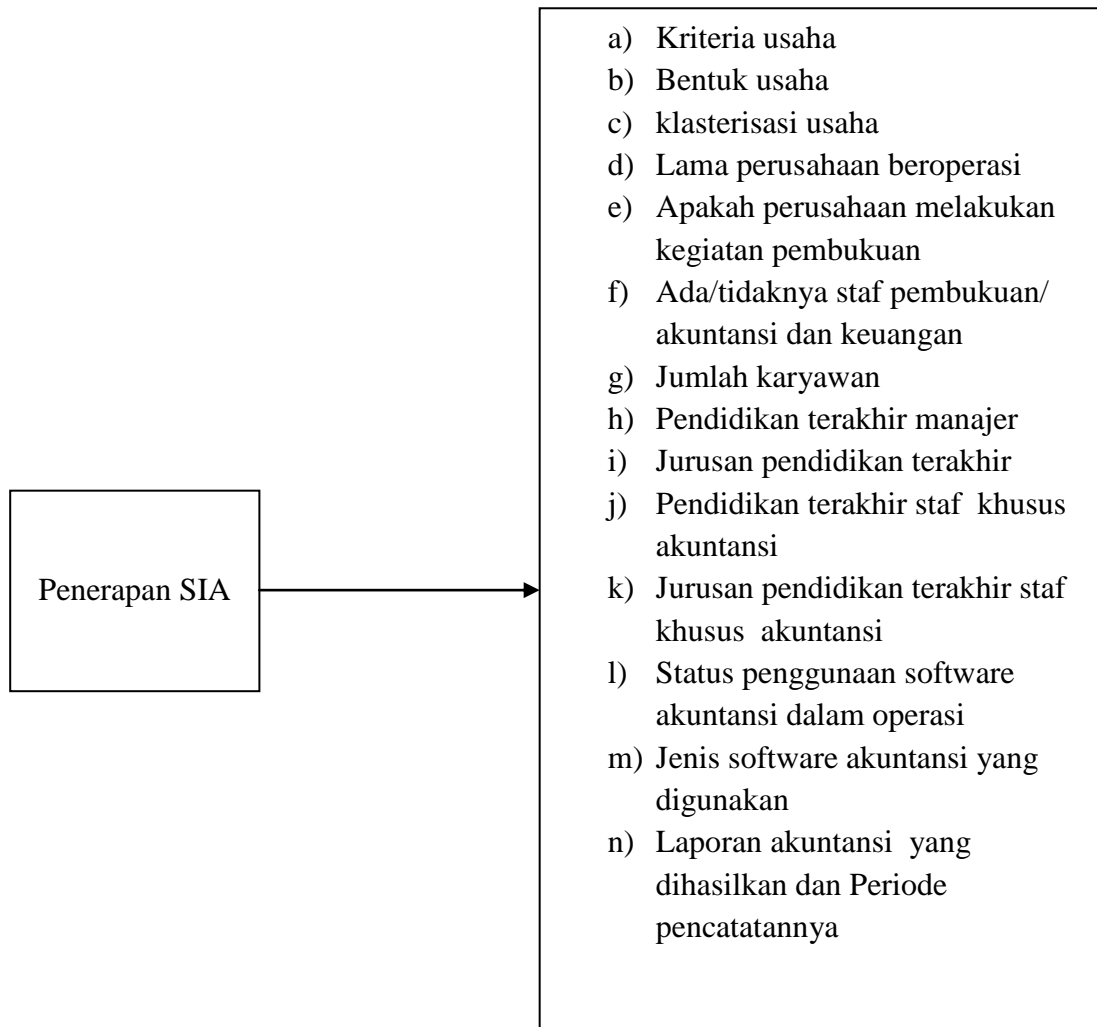 a) Kriteria usaha
b) Bentuk usaha
c) klasterisasi usaha
d) Lama perusahaan beroperasi
e) Apakah perusahaan melakukan
kegiatan pembukuan
f) Ada/tidaknya staf pembukuan/
akuntansi dan keuangan
g) Jumlah karyawan
h) Pendidikan terakhir manajer
i) Jurusan pendidikan terakhir
j) Pendidikan terakhir staf khusus
akuntansi
k) Jurusan pendidikan terakhir staf
khusus akuntansi
l) Status penggunaan software
akuntansi dalam operasi
m) Jenis software akuntansi yang
digunakan
n) Laporan akuntansi yang
dihasilkan dan Periode
pencatatannya
Penerapan SIA